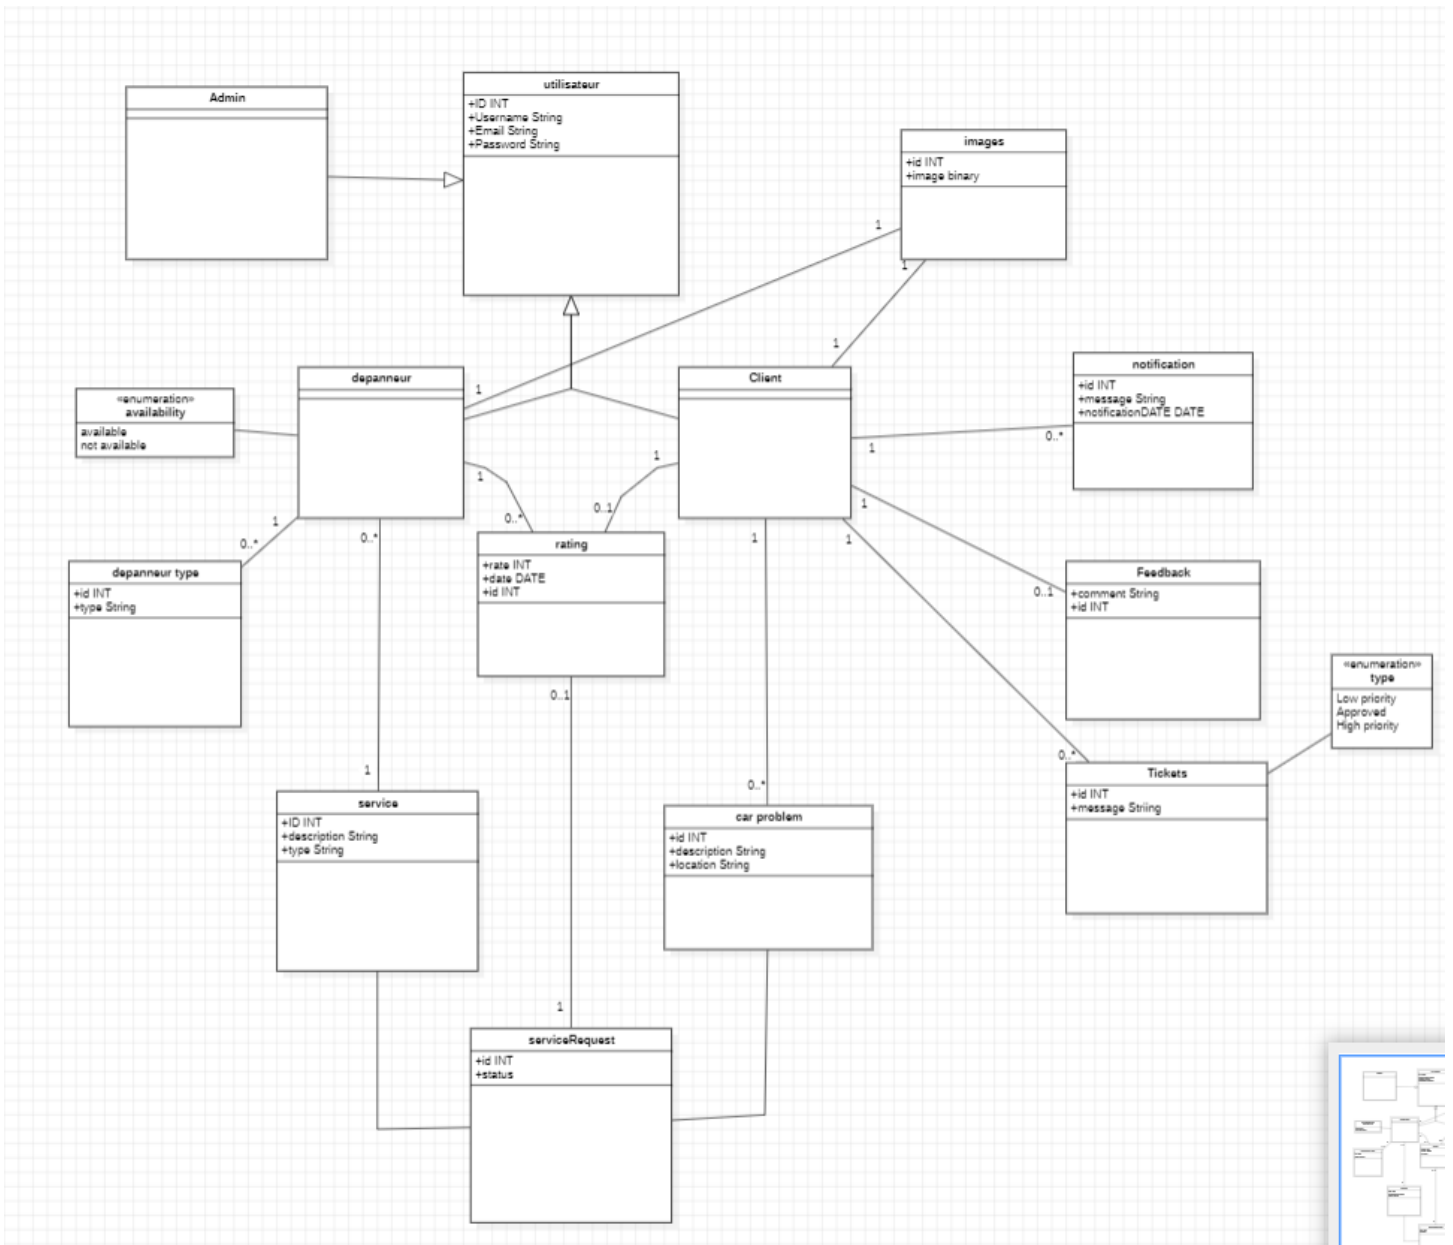 Admin
utilisateur
+ID INT
+Username String
+Email String
+Password String
images
+id INT
+image binary
1
1
1
1
depanneur
Client
«enumeration»
availability
available
not available
notification
+id INT
+message String
+notificationDATE DATE
1
0..*
1
0..*
1
0..1
1
0..*
depanneur type
+id INT
+type String
rating
+rate INT
+date DATE
+id INT
1
0..1
Feedback
+comment String
+id INT
0..*
1
1
1
0..*
0..1
1
«enumeration»
type
Low priority
Approved
High priority
0..*
Tickets
+id INT
+message Striing
service
+ID INT
+description String
+type String
car problem
+id INT
+description String
+location String
1
serviceRequest
+id INT
+status